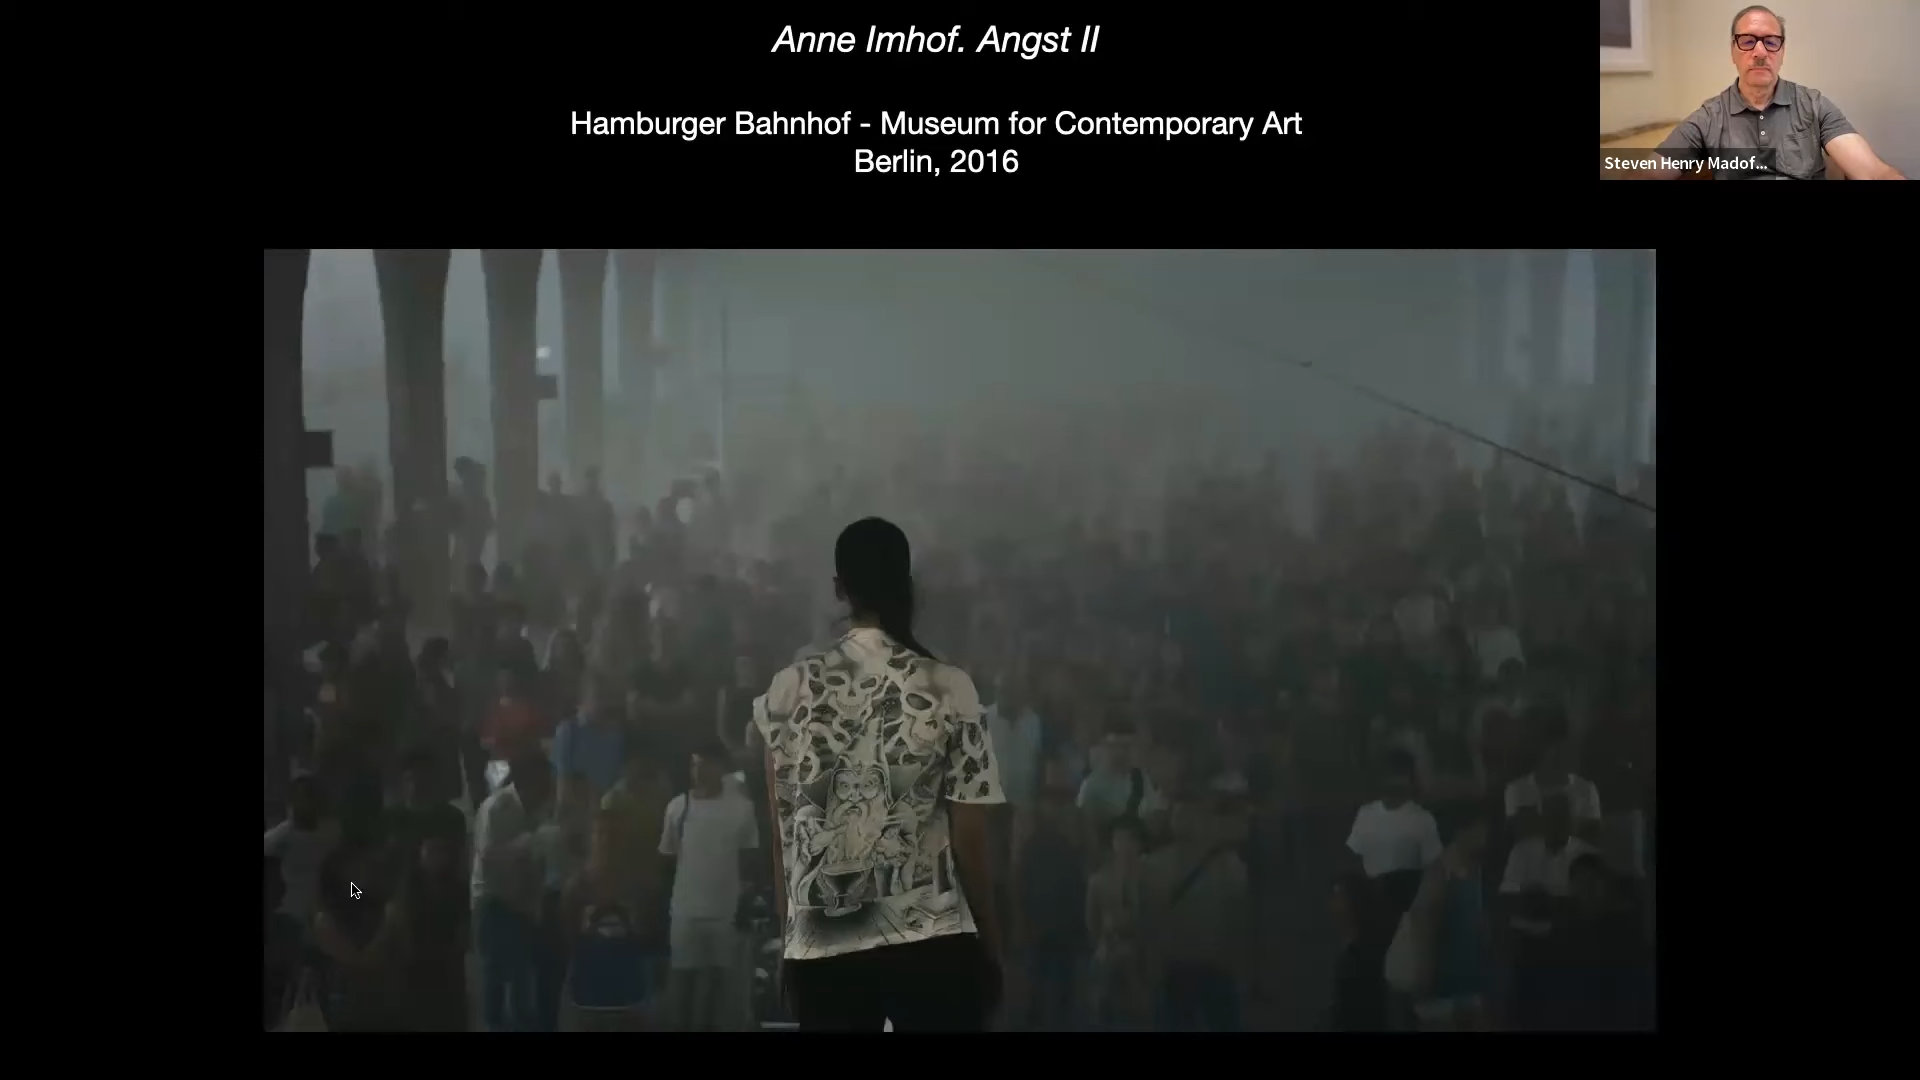 Anne Imhof. Angst II
Hamburger Bahnhof - Museum for Contemporary Art
Berlin, 2016
Steven Henry Madof...